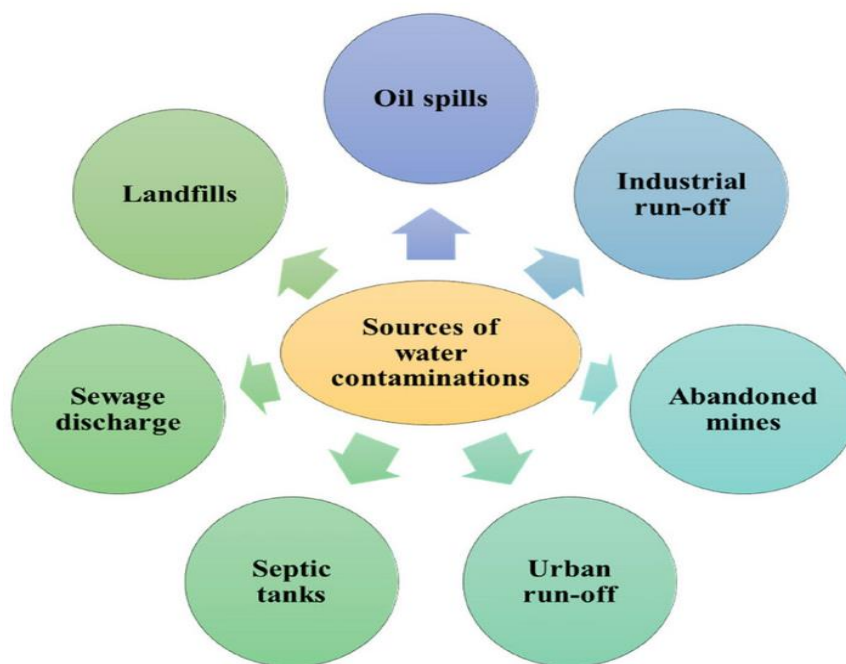 Oil spills
Industrial
run-off
Abandoned
mines
Urban
run-off
Septic
tanks
Sewage
discharge
Landfills
Sources of
water
contaminations